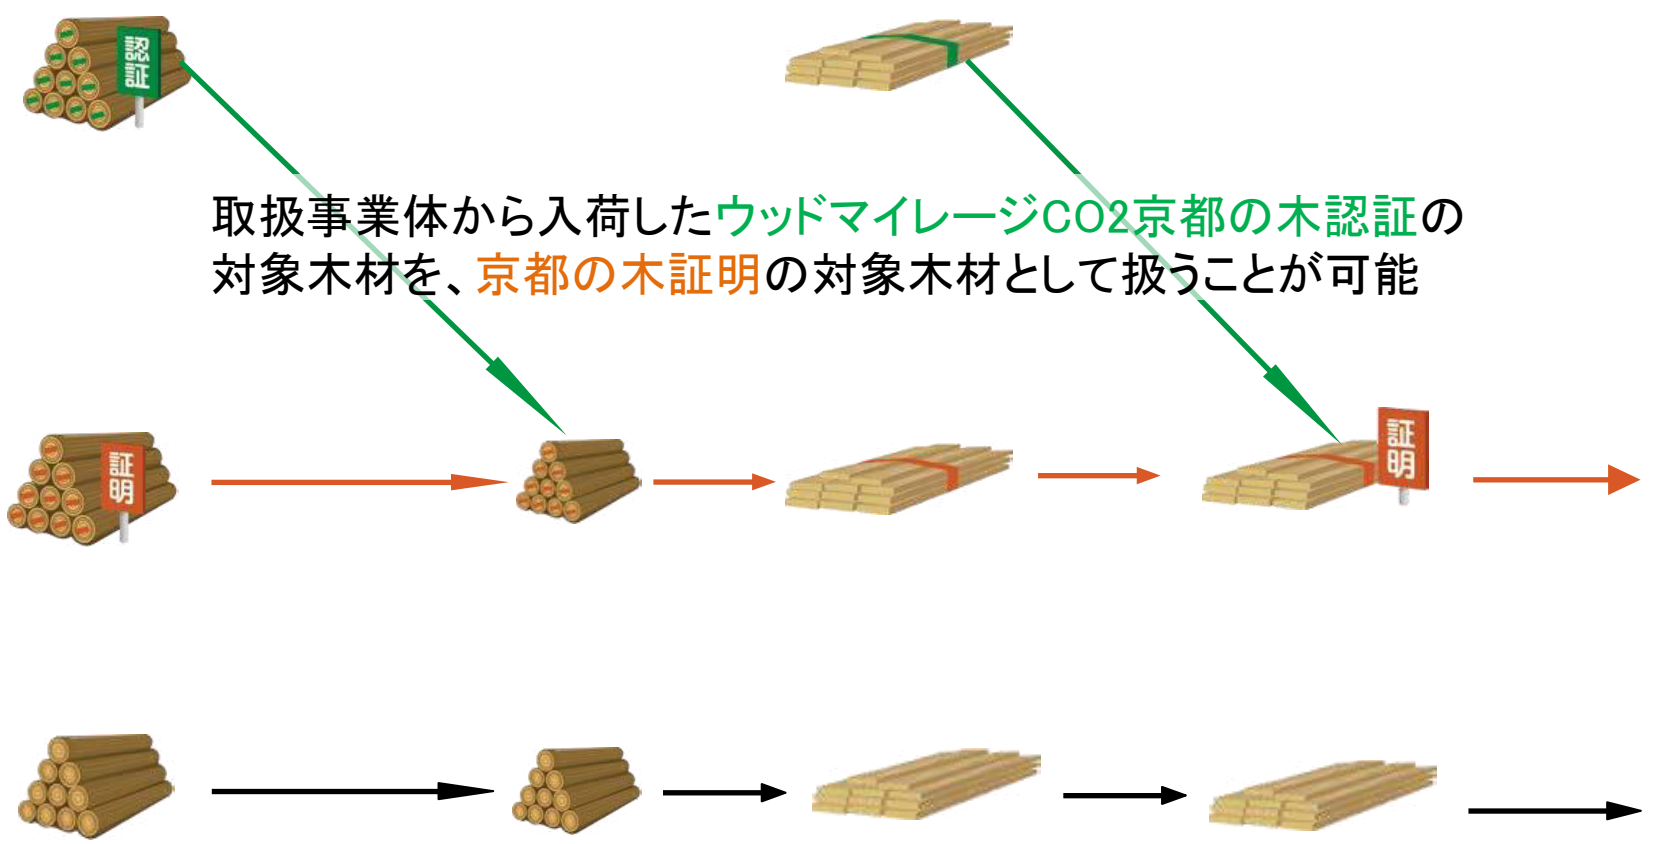 認証
取扱事業体から入荷したウッドマイレージCO2京都の木認証の
対象木材を、京都の木証明の対象木材として扱うことが可能
証明
証明